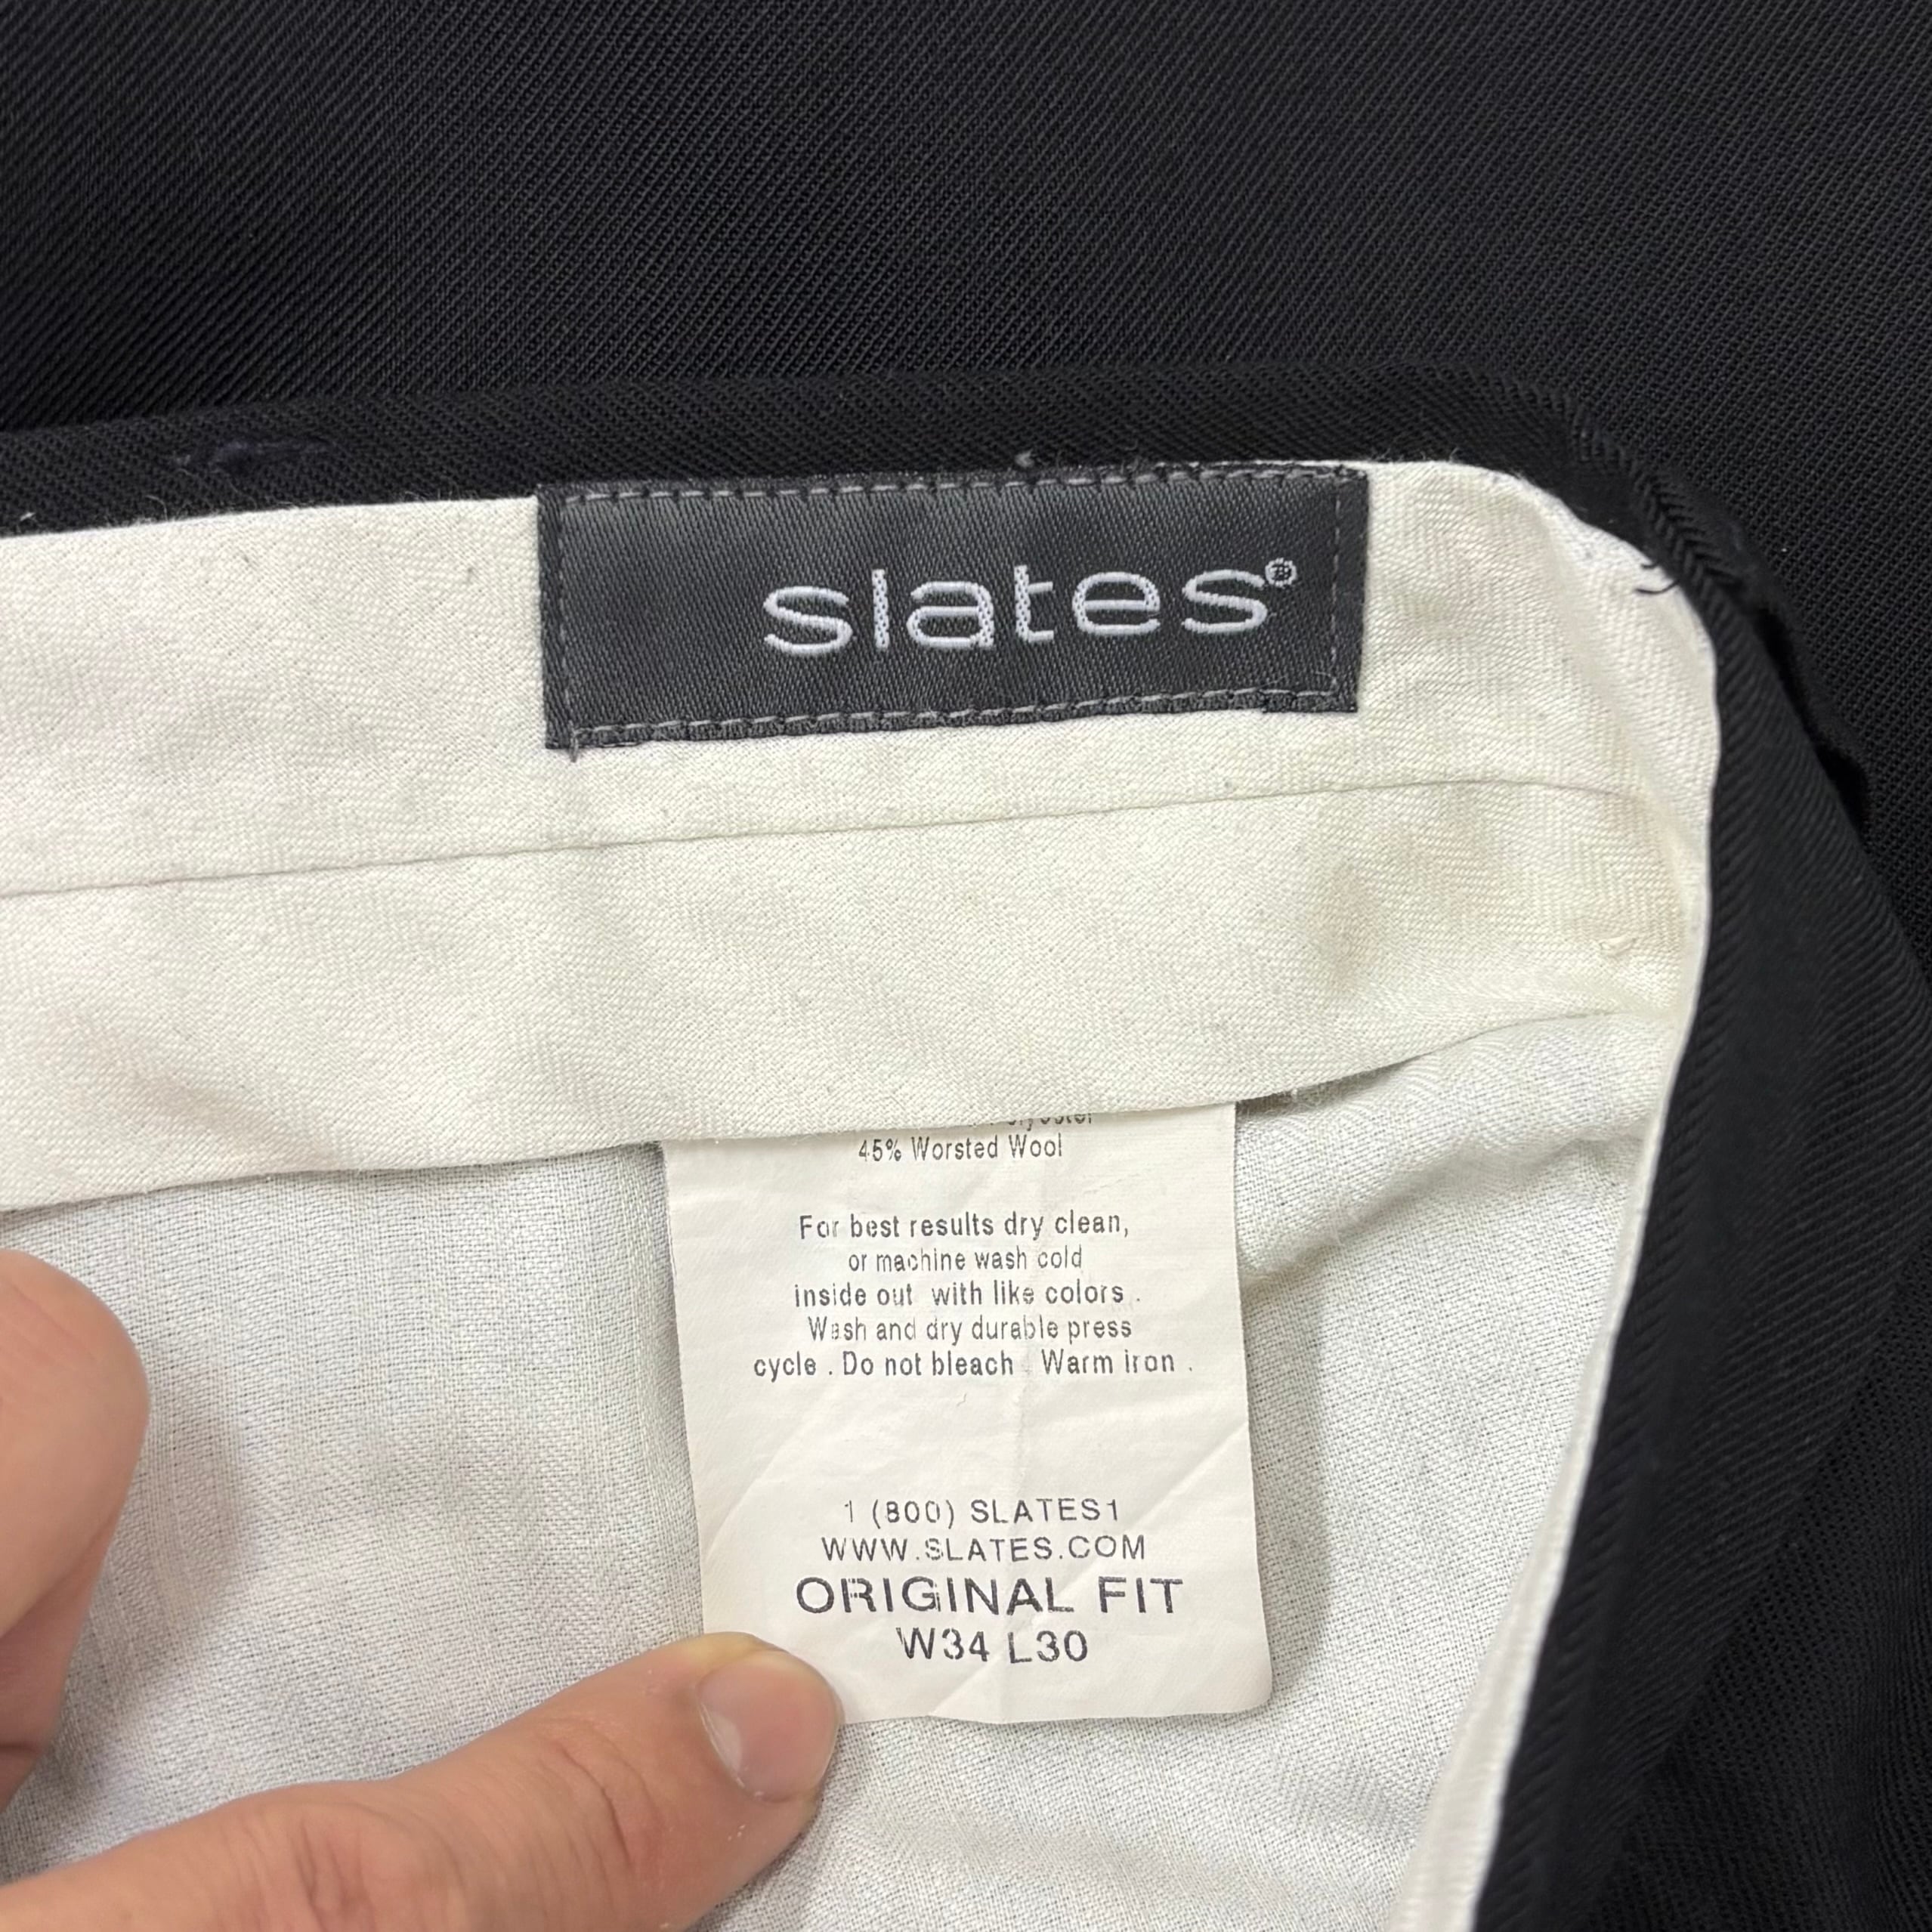 slates®
45% Worsted Wool
For best results dry clean,
or machine wash cold
inside out with like colors .
Wash and dry durable press
cycle . Do not bleach . Warm iron .
1 (800) SLATES1
WWW.SLATES.COM
ORIGINAL FIT
W34 L30